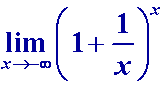 lim x→-∞ (1 + 1/x)^x